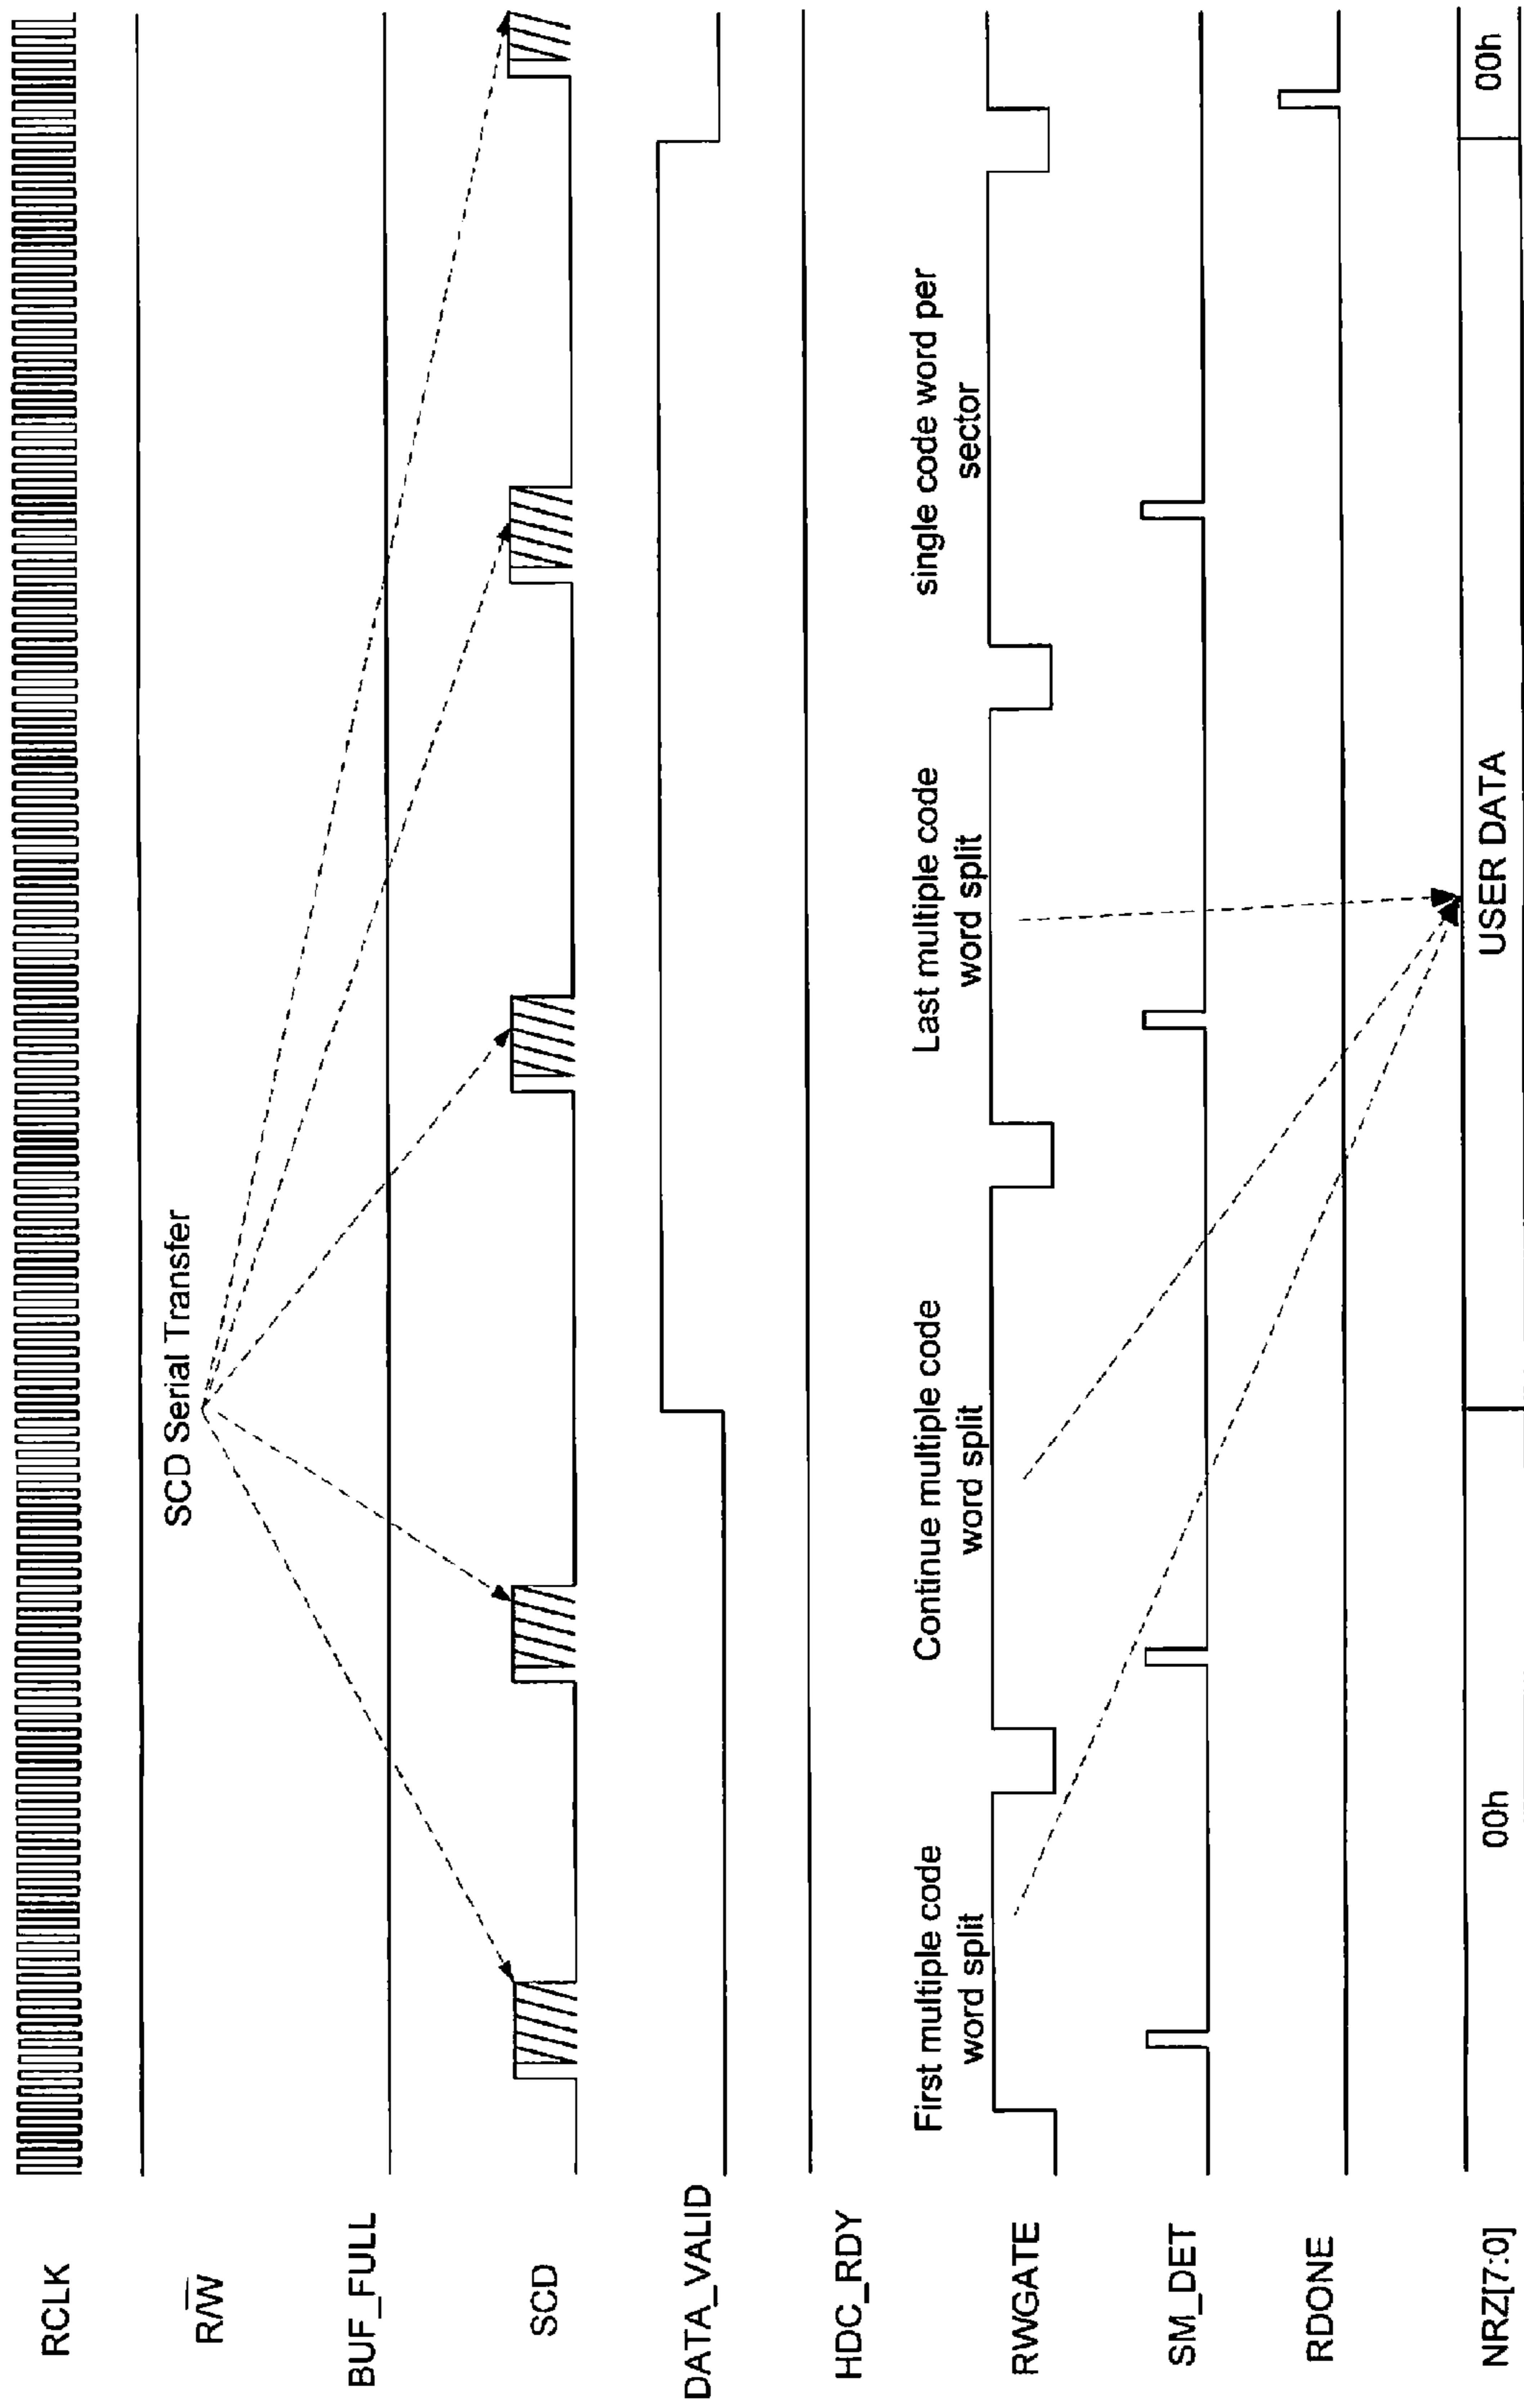 RCLK
R/W̅
SCD Serial Transfer
BUF_FULL
SCD
DATA_VALID
HDC_RDY
First multiple code
word split
Continue multiple code
word split
Last multiple code
word split
single code word per
sector
RWGATE
SM_DET
RDONE
NRZ[7:0]
00h
USER DATA
00h